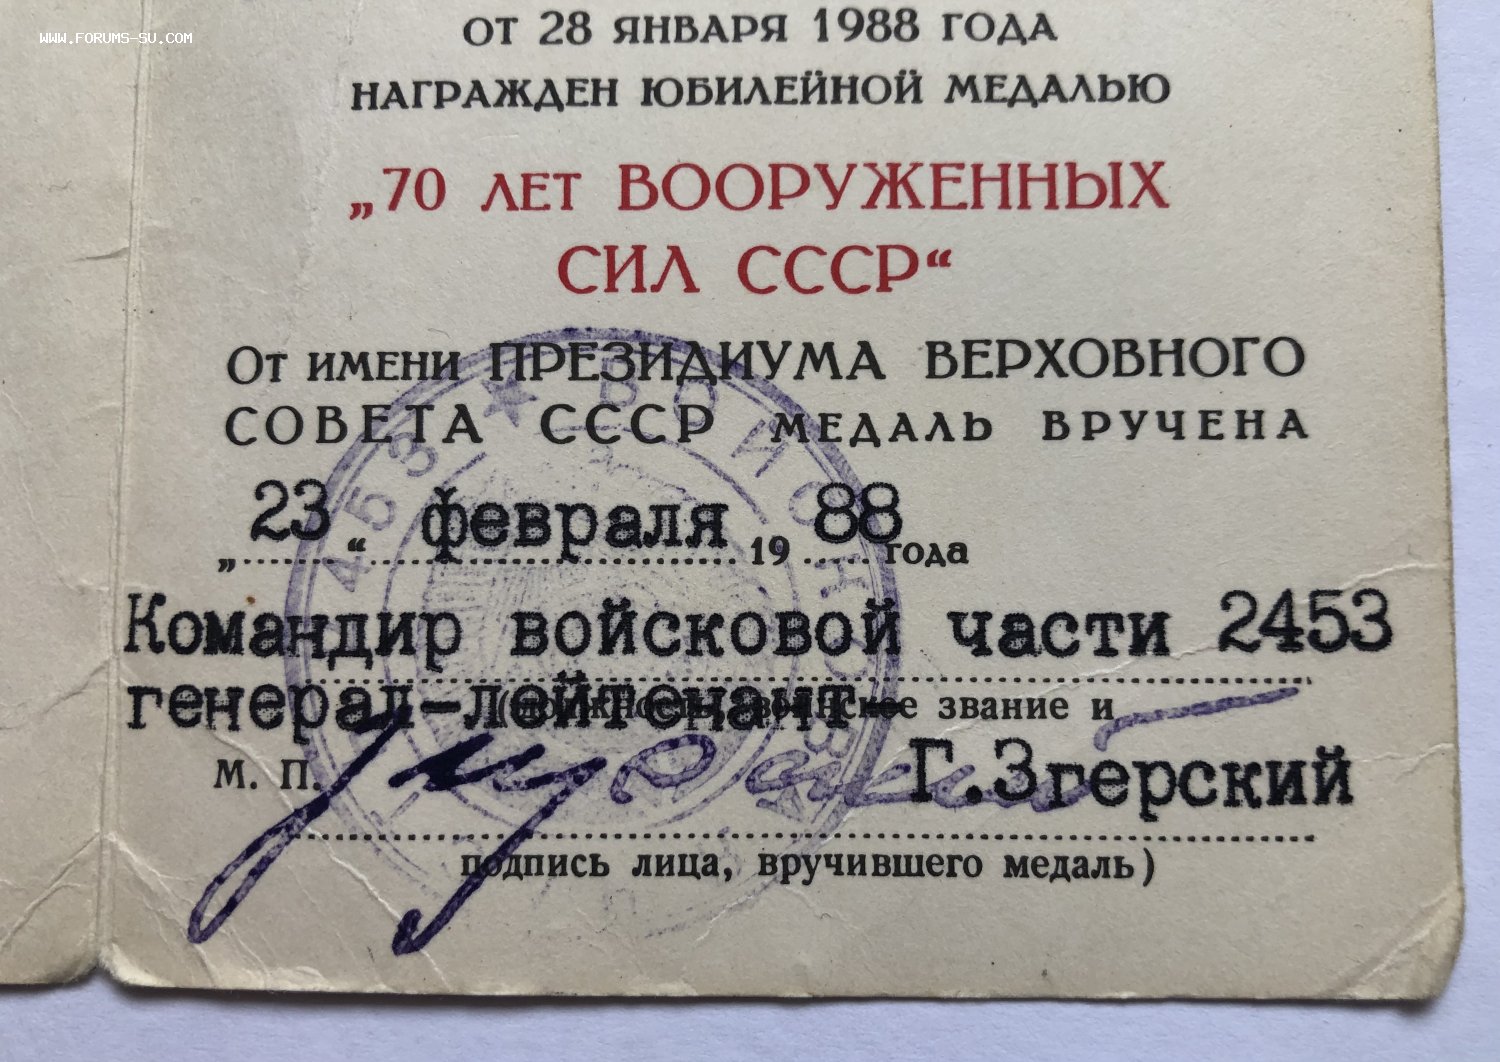 WWW.FORUMS-SU.COM
ОТ 28 ЯНВАРЯ 1988 ГОДА
НАГРАЖДЕН ЮБИЛЕЙНОЙ МЕДАЛЬЮ
„70 ЛЕТ ВООРУЖЕННЫХ
СИЛ СССР“
ОТ ИМЕНИ ПРЕЗИДИУМА ВЕРХОВНОГО
СОВЕТА СССР МЕДАЛЬ ВРУЧЕНА
„23“ февраля 1988 года
Командир войсковой части 2453
генерал-лейтенант-
звание и
М. П.
Г.Згерский
подпись лица, вручившего медаль)